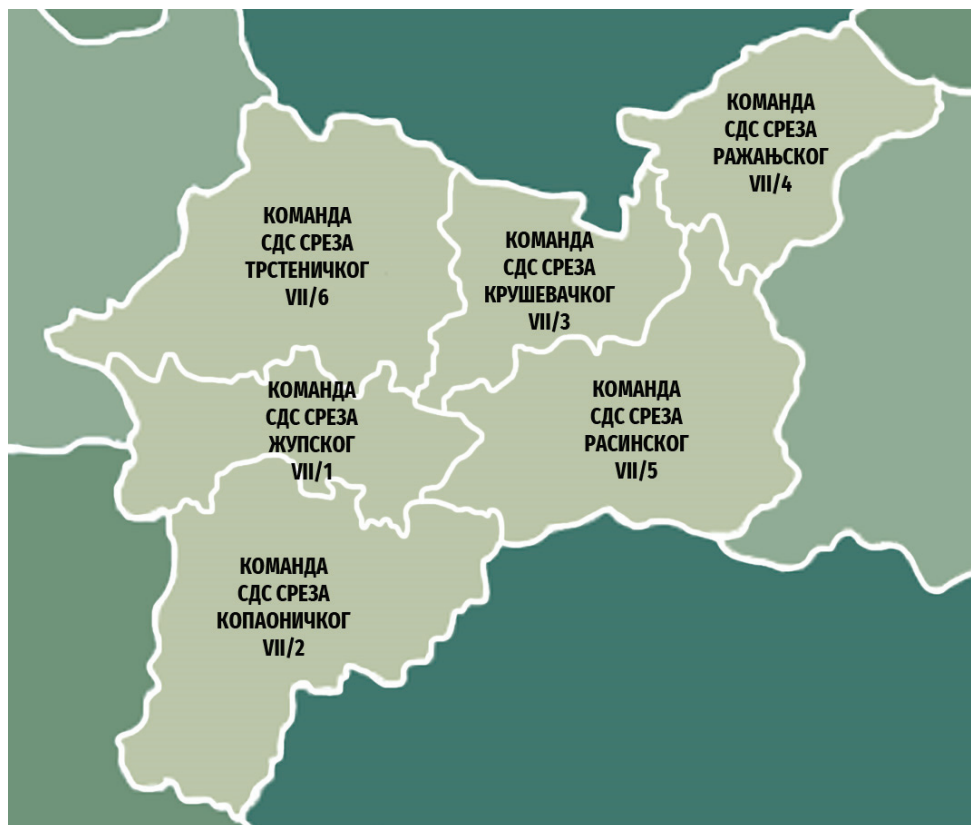 КОМАНДА
СДС СРЕЗА
РАЖАЊСКОГ
VII/4
КОМАНДА
СДС СРЕЗА
ТРСТЕНИЧКОГ
VII/6
КОМАНДА
СДС СРЕЗА
КРУШЕВАЧКОГ
VII/3
КОМАНДА
СДС СРЕЗА
ЖУПСКОГ
VII/1
КОМАНДА
СДС СРЕЗА
РАСИНСКОГ
VII/5
КОМАНДА
СДС СРЕЗА
КОПАОНИЧКОГ
VII/2